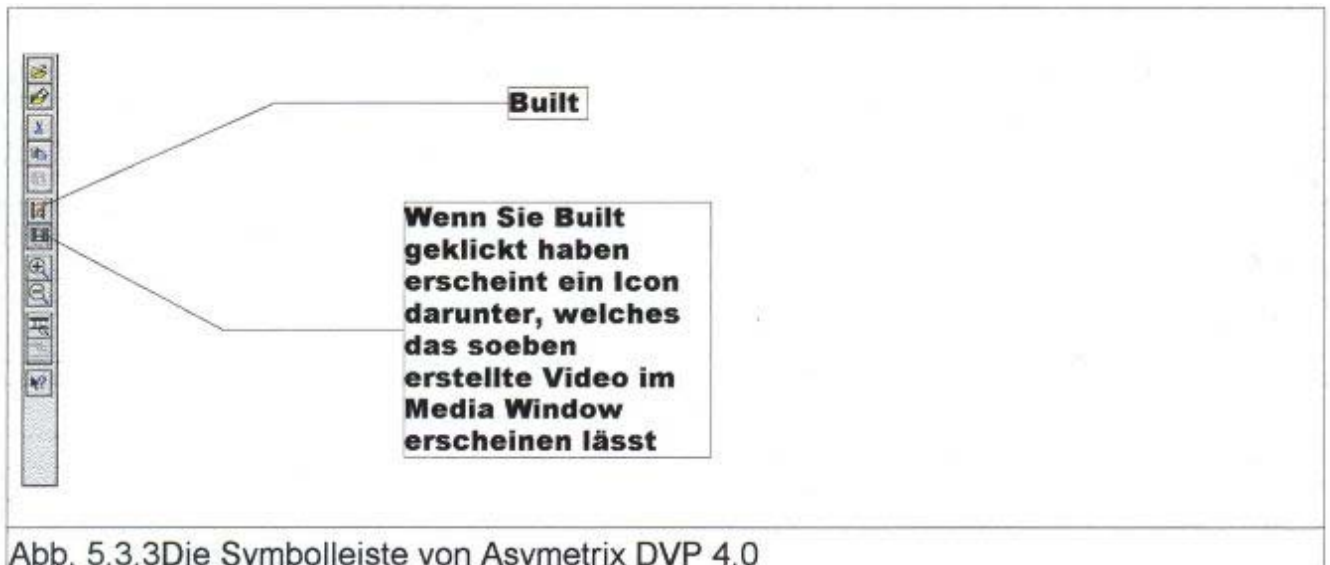 Built
Wenn Sie Built
geklickt haben
erscheint ein Icon
darunter, welches
das soeben
erstellte Video im
Media Window
erscheinen lässt
Abb. 5.3.3Die Symbolleiste von Asymetrix DVP 4.0